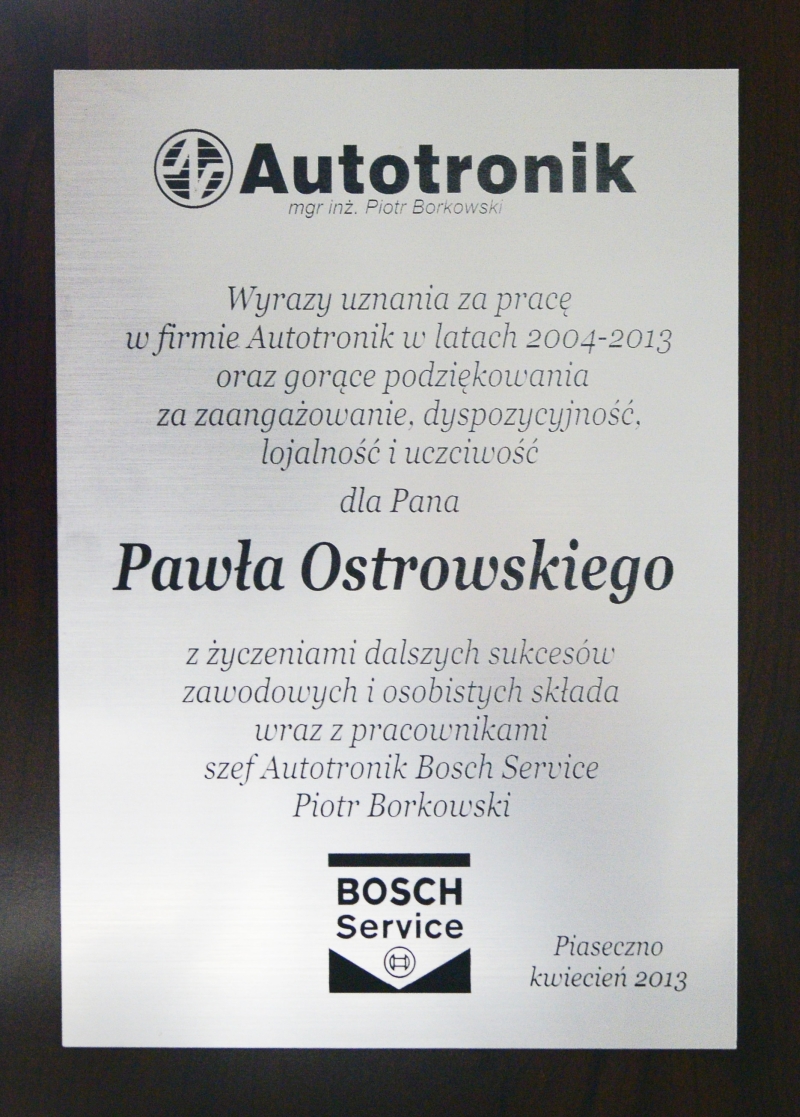 Autotronik
mgr inż. Piotr Borkowski
Wyrazy uznania za pracę
w firmie Autotronik w latach 2004-2013
oraz gorące podziękowania
za zaangażowanie, dyspozycyjność,
lojalność i uczciwość
dla Pana
Pawła Ostrowskiego
z życzeniami dalszych sukcesów
zawodowych i osobistych składa
wraz z pracownikami
szef Autotronik Bosch Service
Piotr Borkowski
BOSCH
Service
Piaseczno
kwiecień 2013